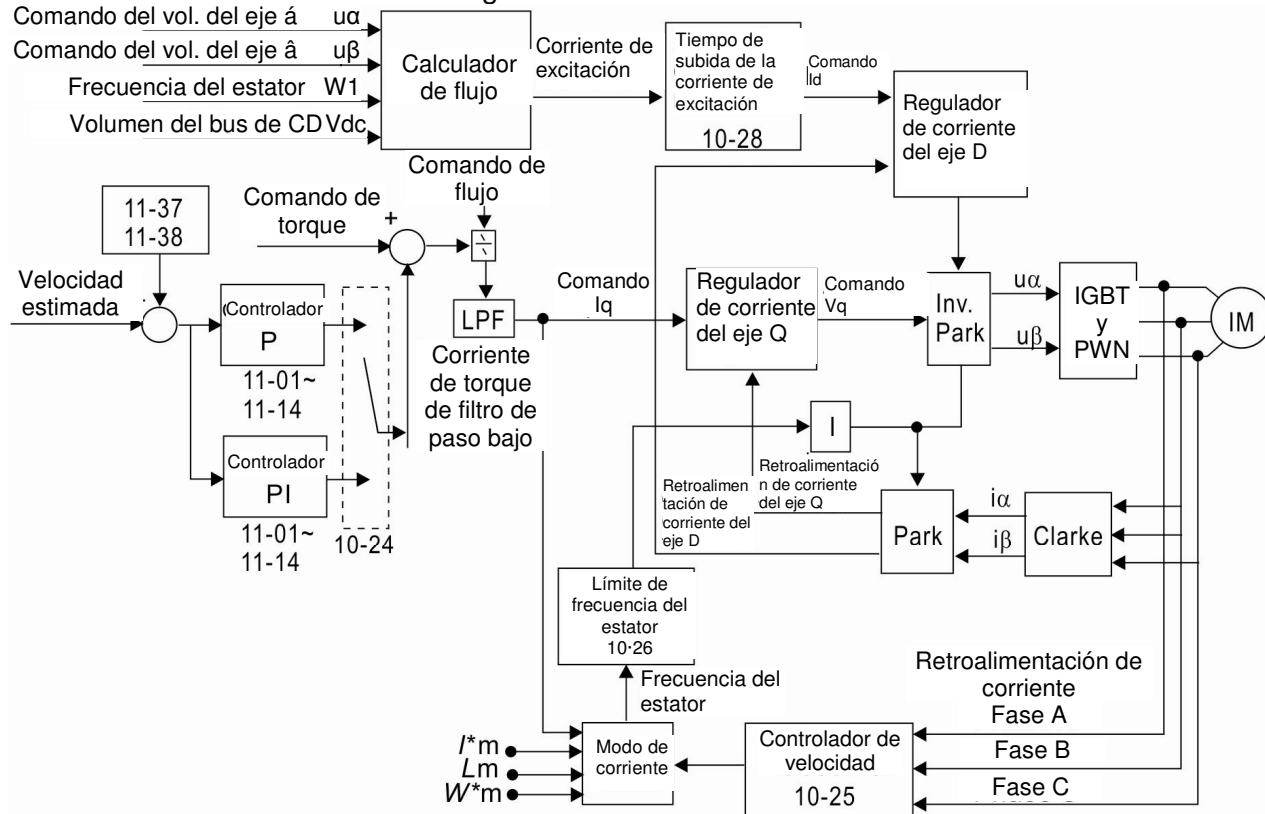 Comando del vol. del eje á uα
Comando del vol. del eje â uβ
Frecuencia del estator W1
Volumen del bus de CD Vdc
Calculador
de flujo
Corriente de
excitación
Tiempo de
subida de la
corriente de
excitación
10-28
Comando
Id
Regulador
de corriente
del eje D
Comando de
flujo
11-37
11-38
Comando de
torque
+
÷
Velocidad
estimada
Controlador
P
11-01~
11-14
Controlador
PI
11-01~
11-14
10-24
LPF
Corriente
de torque
de filtro de
paso bajo
Comando
Iq
Regulador
de corriente
del eje Q
Comando
Vq
Inv.
Park
uα
uβ
IGBT
y
PWN
IM
I
Retroalimen
tación de
corriente del
eje D
Retroalimentació
n de corriente
del eje Q
Park
iα
iβ
Clarke
Límite de
frecuencia del
estator
10·26
Frecuencia del
estator
I*m
Lm
W*m
Modo de
corriente
Controlador de
velocidad
10-25
Retroalimentación de
corriente
Fase A
Fase B
Fase C